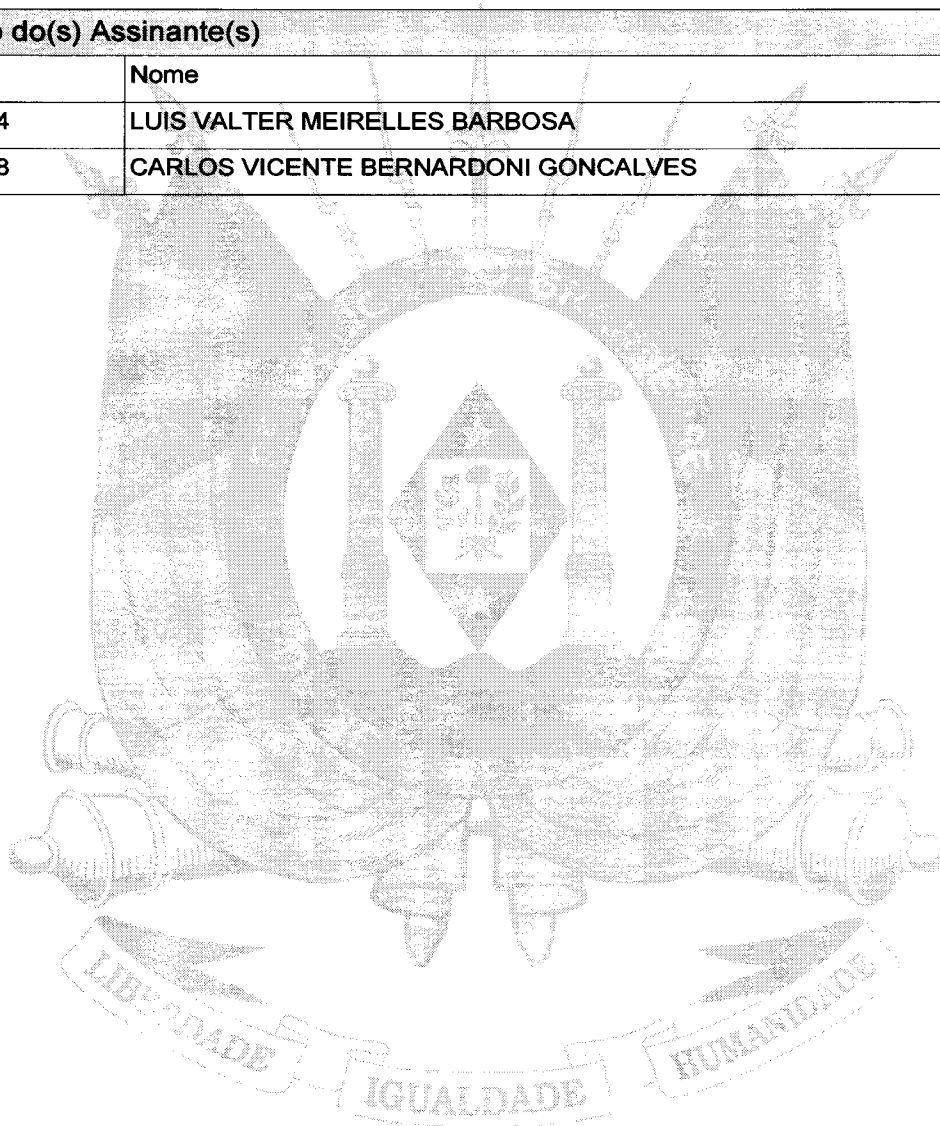 o do(s) Assinante(s)
Nome
4 LUIS VALTER MEIRELLES BARBOSA
8 CARLOS VICENTE BERNARDONI GONCALVES
LIBERDADE
IGUALDADE
HUMANIDADE